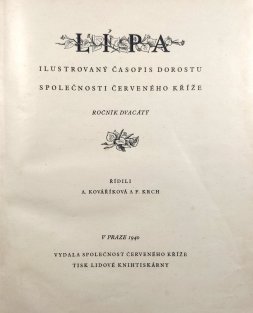 LÍPA
ILUSTROVANÝ ČASOPIS DOROSTU
SPOLEČNOSTI ČERVENÉHO KŘÍŽE
ROČNÍK DVACÁTÝ
ŘÍDILI
A. KOVÁŘÍKOVÁ A F. KRCH
V PRAZE 1940
VYDALA SPOLEČNOST ČERVENÉHO KŘÍŽE
TISK LIDOVÉ KNIHTISKÁRNY